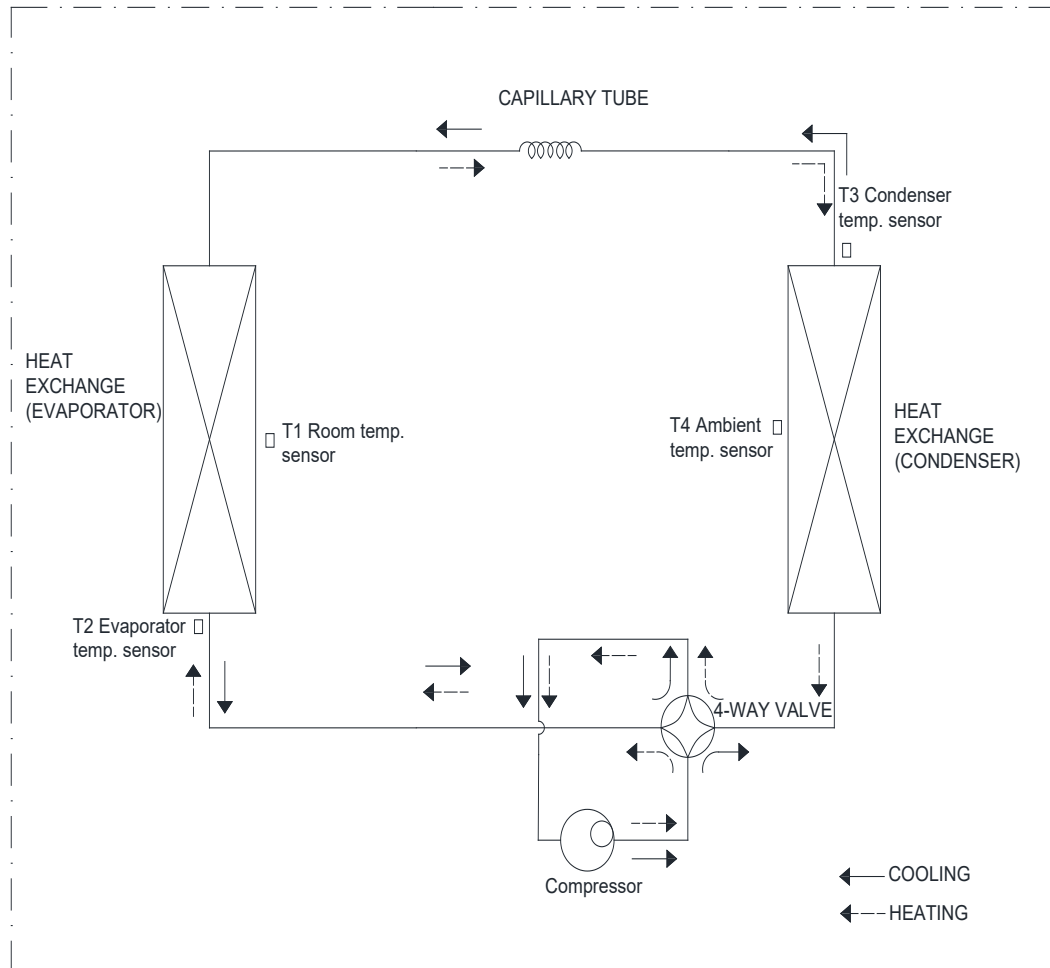 CAPILLARY TUBE
T3 Condenser
temp. sensor
HEAT
EXCHANGE
(EVAPORATOR)
T1 Room temp.
sensor
T4 Ambient
temp. sensor
HEAT
EXCHANGE
(CONDENSER)
T2 Evaporator
temp. sensor
4-WAY VALVE
Compressor
COOLING
HEATING